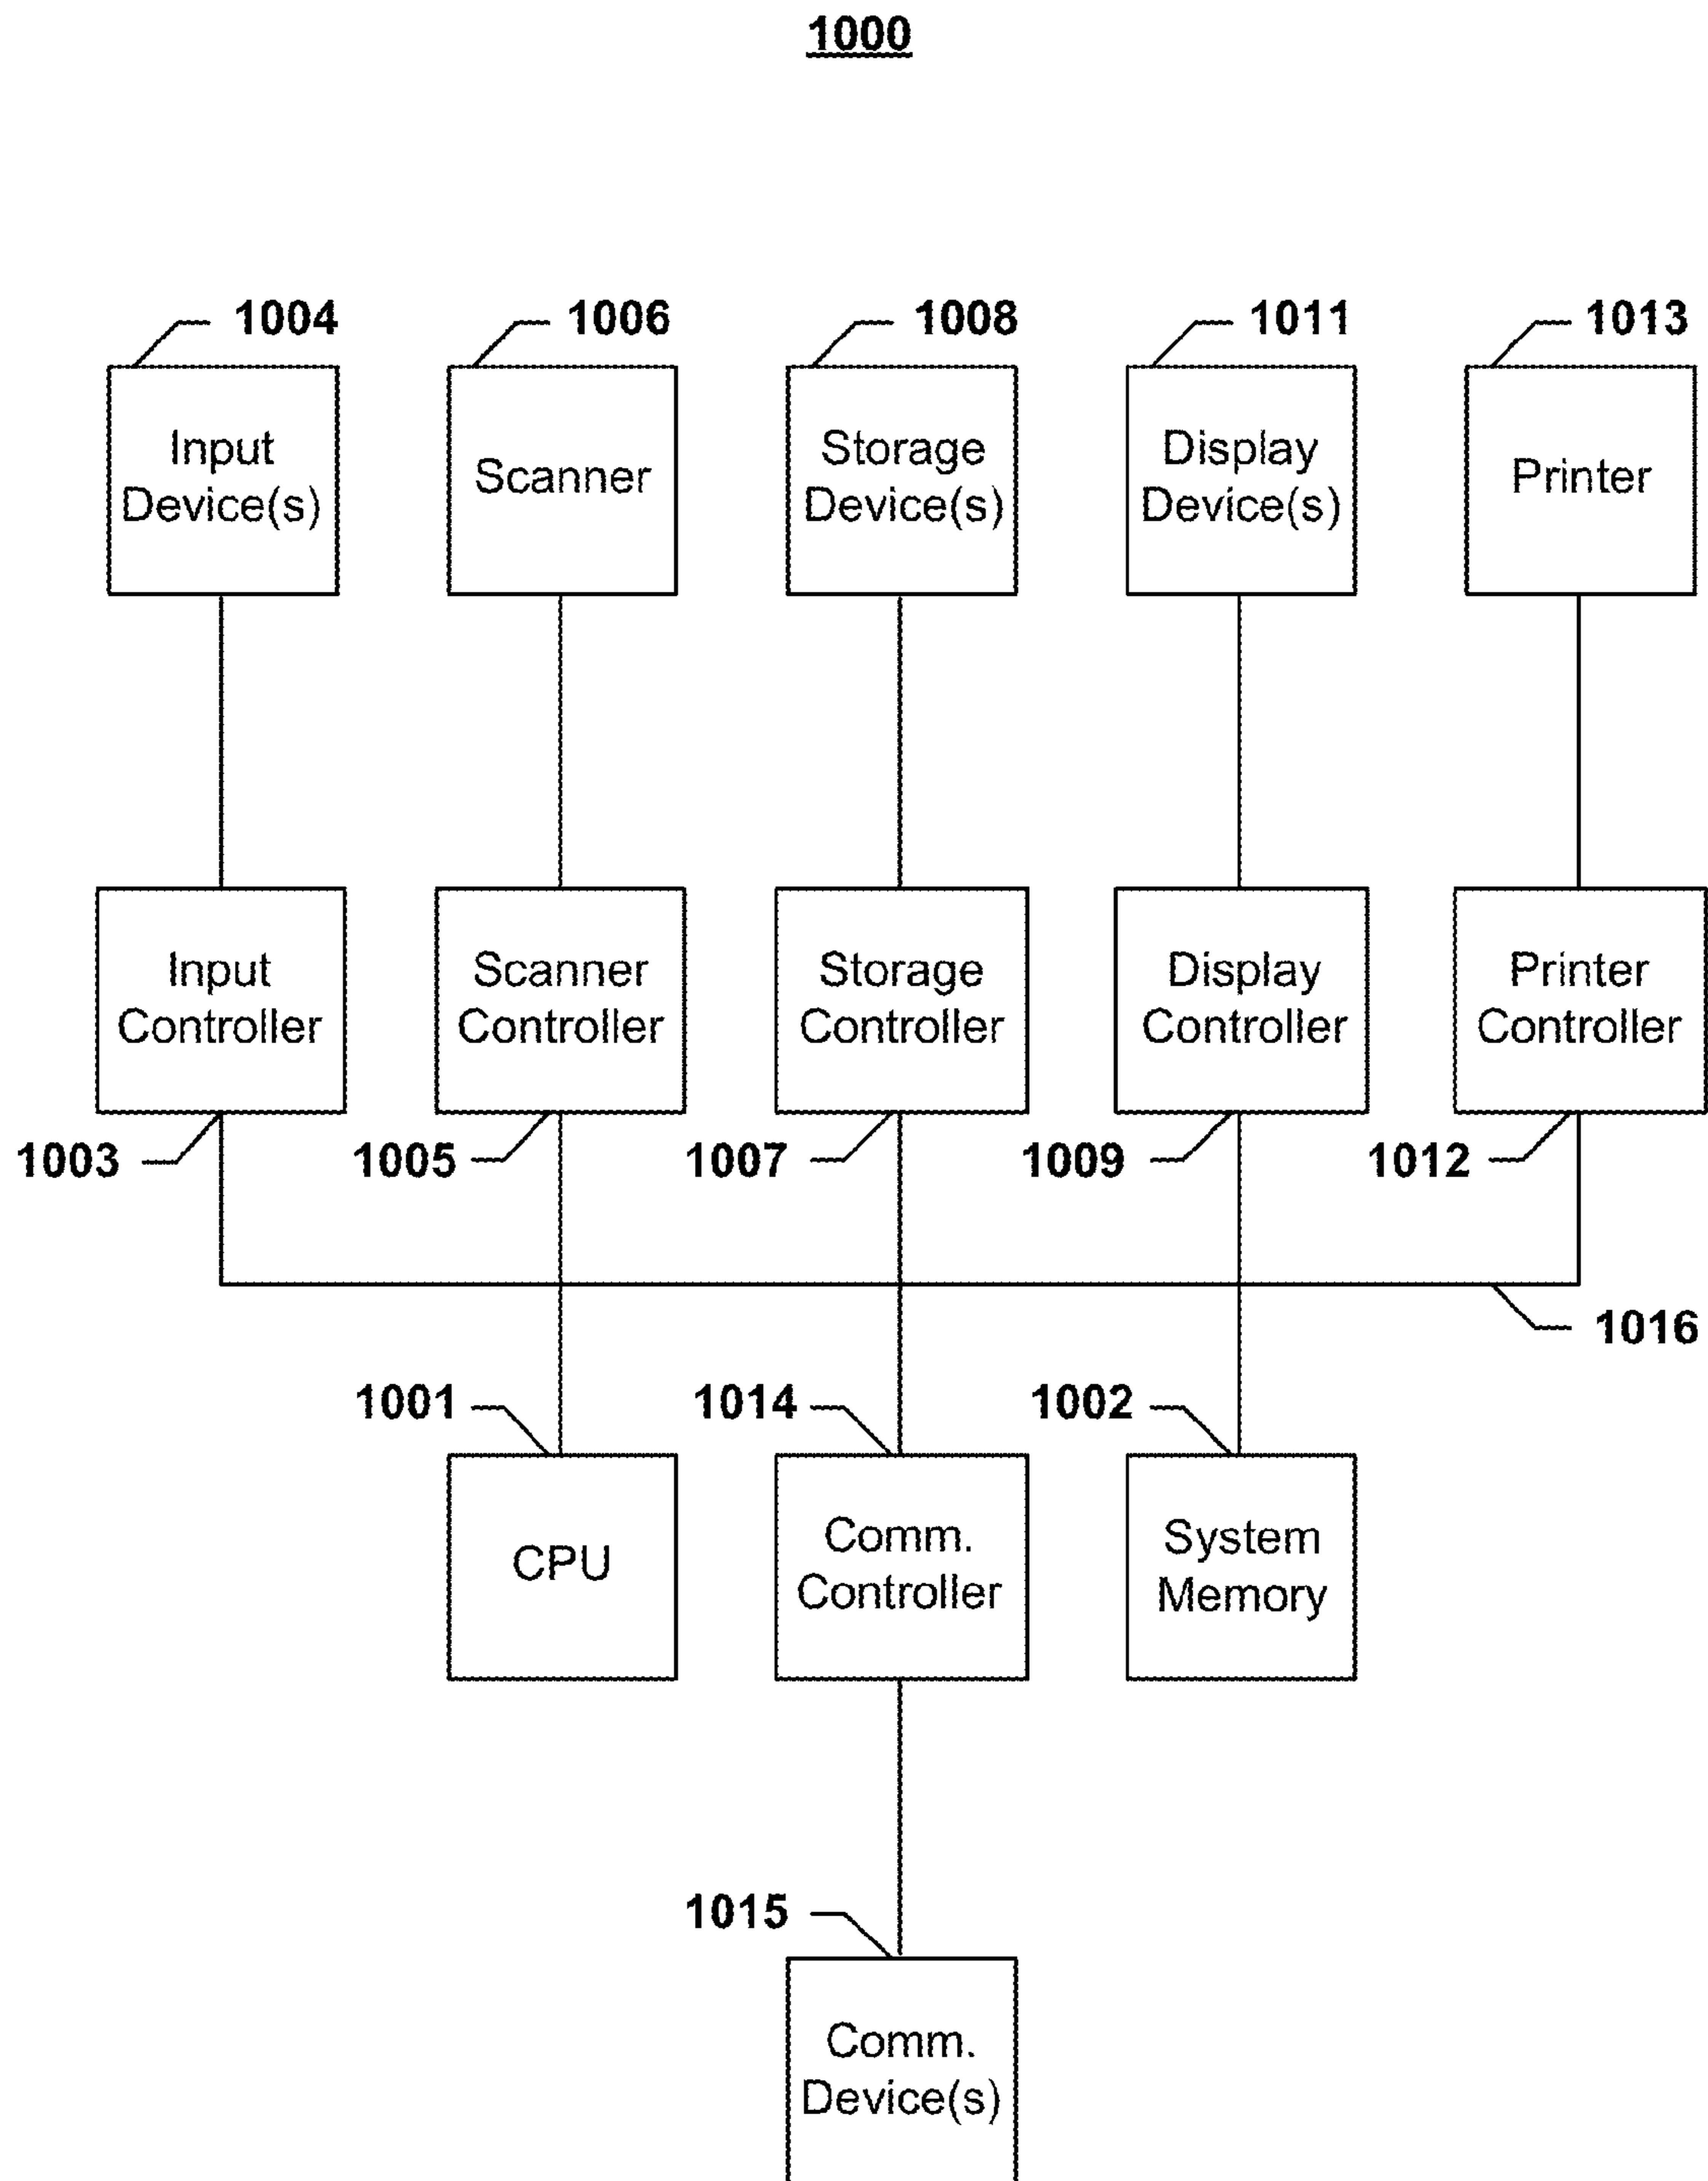 1000
1004
1006
1008
1011
1013
Input
Device(s)
Scanner
Storage
Device(s)
Display
Device(s)
Printer
Input
Controller
Scanner
Controller
Storage
Controller
Display
Controller
Printer
Controller
1003
1005
1007
1009
1012
1016
1001
1014
1002
CPU
Comm.
Controller
System
Memory
1015
Comm.
Device(s)